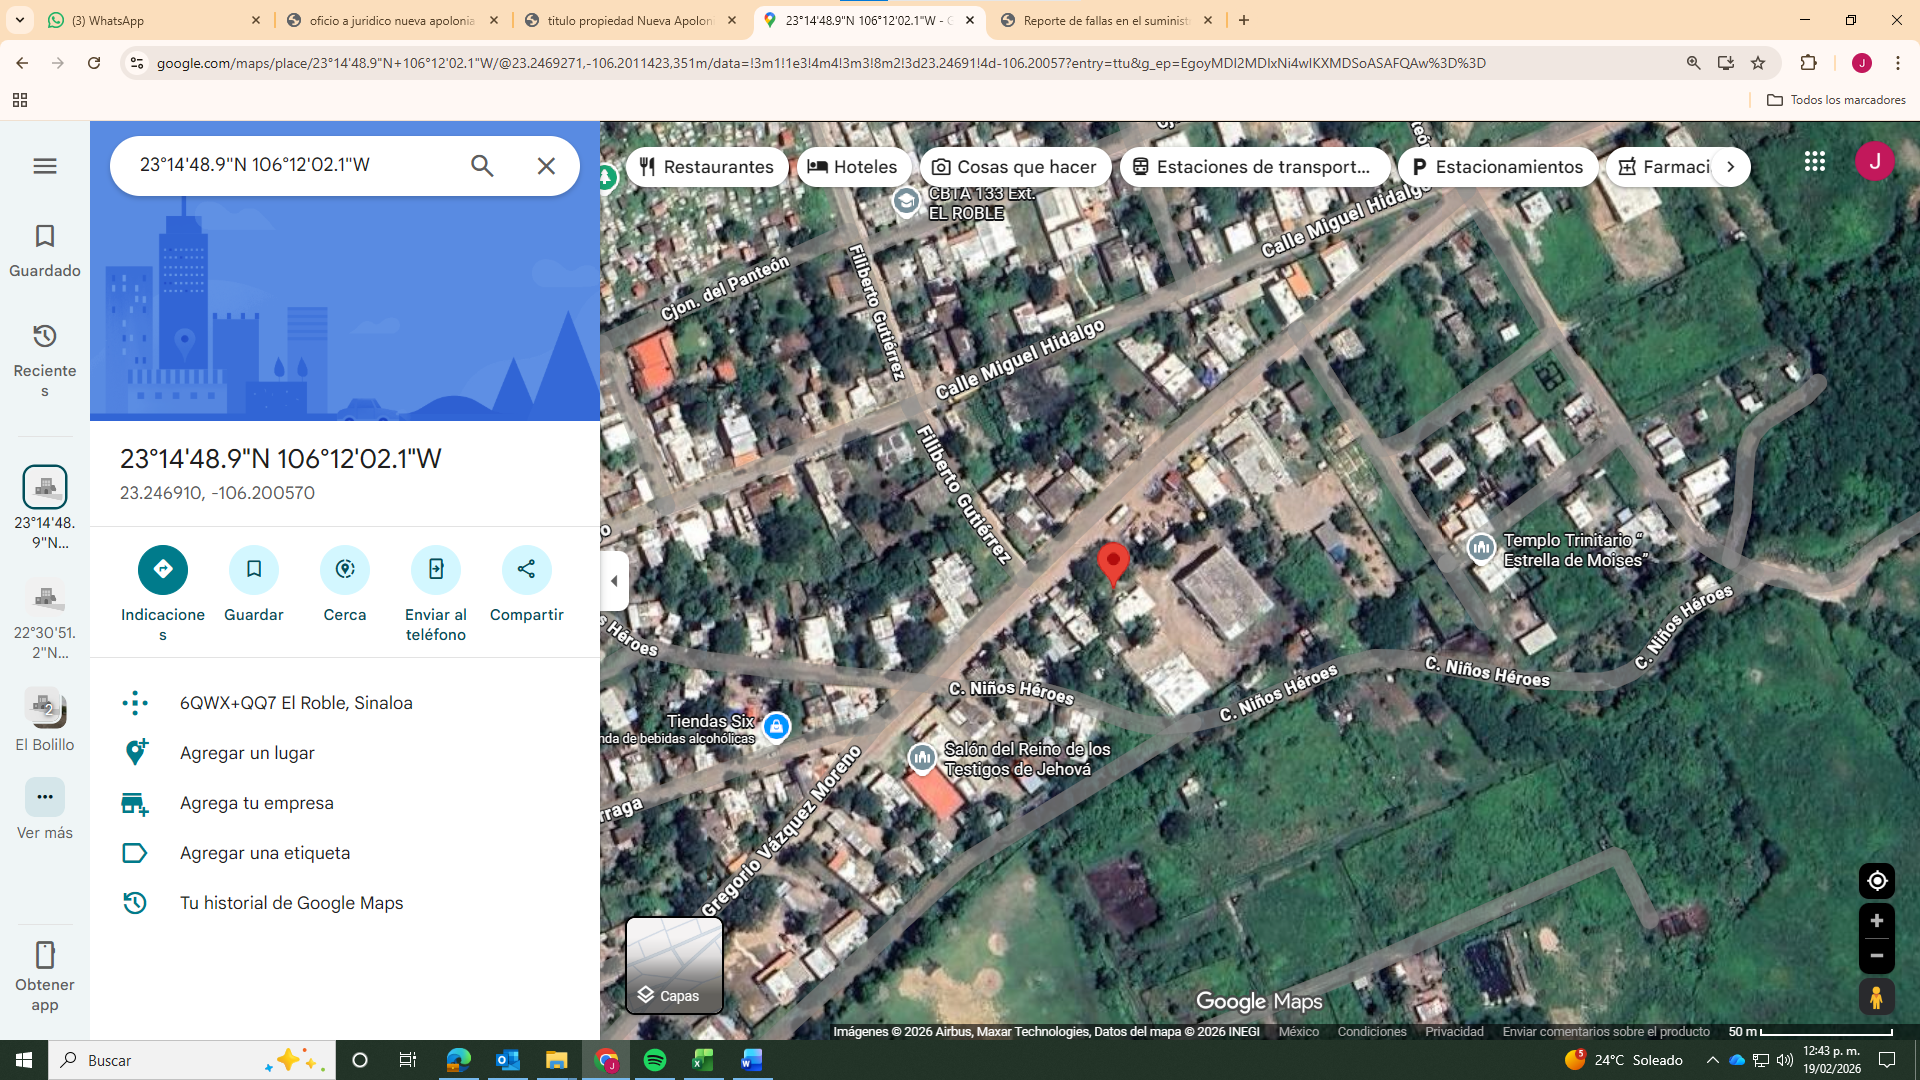 (3) WhatsApp
oficio a juridico nueva apolonia
titulo propiedad Nueva Apoloni
23°14'48.9"N 106°12'02.1"W - G
Reporte de fallas en el suminist
google.com/maps/place/23°14'48.9"N+106°12'02.1"W/@23.2469271,-106.2011423,351m/data=!3m1!1e3!4m4!3m3!8m2!3d23.24691!4d-106.20057?entry=ttu&g_ep=EgoyMDI2MDIxNi4wIKXMDSoASAFQAw%3D%3D
J
Todos los marcadores
23°14'48.9"N 106°12'02.1"W
Restaurantes
Hoteles
Cosas que hacer
Estaciones de transport...
Estacionamientos
Farmaci
J
Guardado
Reciente
s
23°14'48.
9"N...
22°30'51.
2"N...
2
El Bolillo
Ver más
Obtener
app
23°14'48.9"N 106°12'02.1"W
23.246910, -106.200570
Indicacione
s
Guardar
Cerca
Enviar al
teléfono
Compartir
6QWX+QQ7 El Roble, Sinaloa
Agregar un lugar
Agrega tu empresa
Agregar una etiqueta
Tu historial de Google Maps
CBTA 133 Ext.
EL ROBLE
Calle Miguel Hidalgo
Cjon. del Panteón
Filiberto Gutiérrez
Calle Miguel Hidalgo
Filiberto Gutiérrez
Templo Trinitario "
Estrella de Moises"
s Héroes
C. Niños Héroes
C. Niños Héroes
C. Niños Héroes
C. Niños Héroes
Tiendas Six
nda de bebidas alcohólicas
Salón del Reino de los
Testigos de Jehová
Gregorio Vázquez Moreno
rraga
Capas
Google Maps
Imágenes © 2026 Airbus, Maxar Technologies, Datos del mapa © 2026 INEGI
México
Condiciones
Privacidad
Enviar comentarios sobre el producto
50 m
Buscar
24°C Soleado
12:43 p. m.
19/02/2026